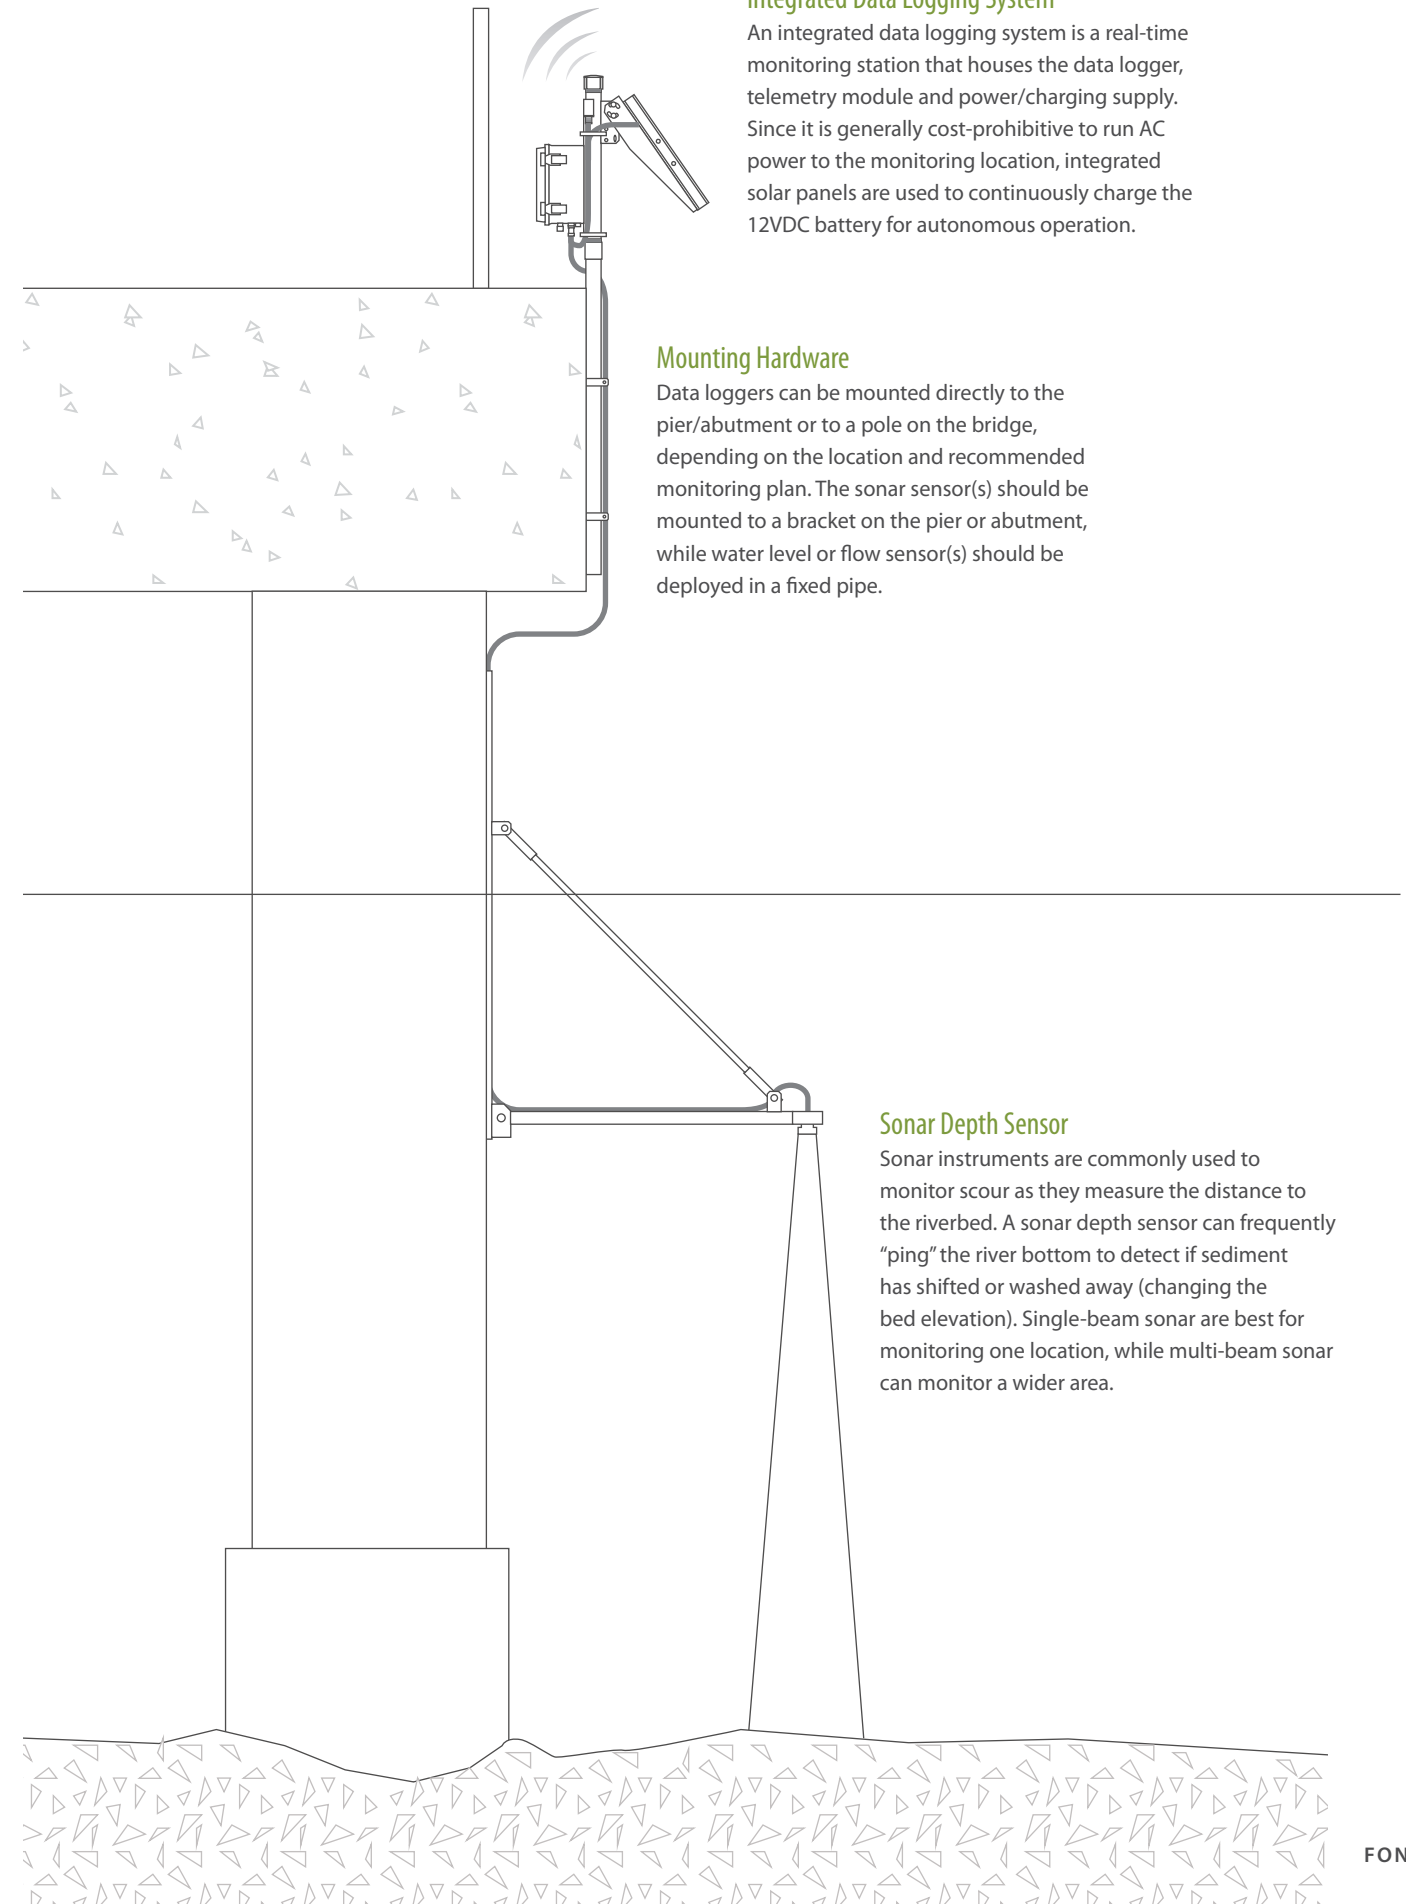 Integrated Data Logging System
An integrated data logging system is a real-time
monitoring station that houses the data logger,
telemetry module and power/charging supply.
Since it is generally cost-prohibitive to run AC
power to the monitoring location, integrated
solar panels are used to continuously charge the
12VDC battery for autonomous operation.
Mounting Hardware
Data loggers can be mounted directly to the
pier/abutment or to a pole on the bridge,
depending on the location and recommended
monitoring plan. The sonar sensor(s) should be
mounted to a bracket on the pier or abutment,
while water level or flow sensor(s) should be
deployed in a fixed pipe.
Sonar Depth Sensor
Sonar instruments are commonly used to
monitor scour as they measure the distance to
the riverbed. A sonar depth sensor can frequently
“ping” the river bottom to detect if sediment
has shifted or washed away (changing the
bed elevation). Single-beam sonar are best for
monitoring one location, while multi-beam sonar
can monitor a wider area.
FON